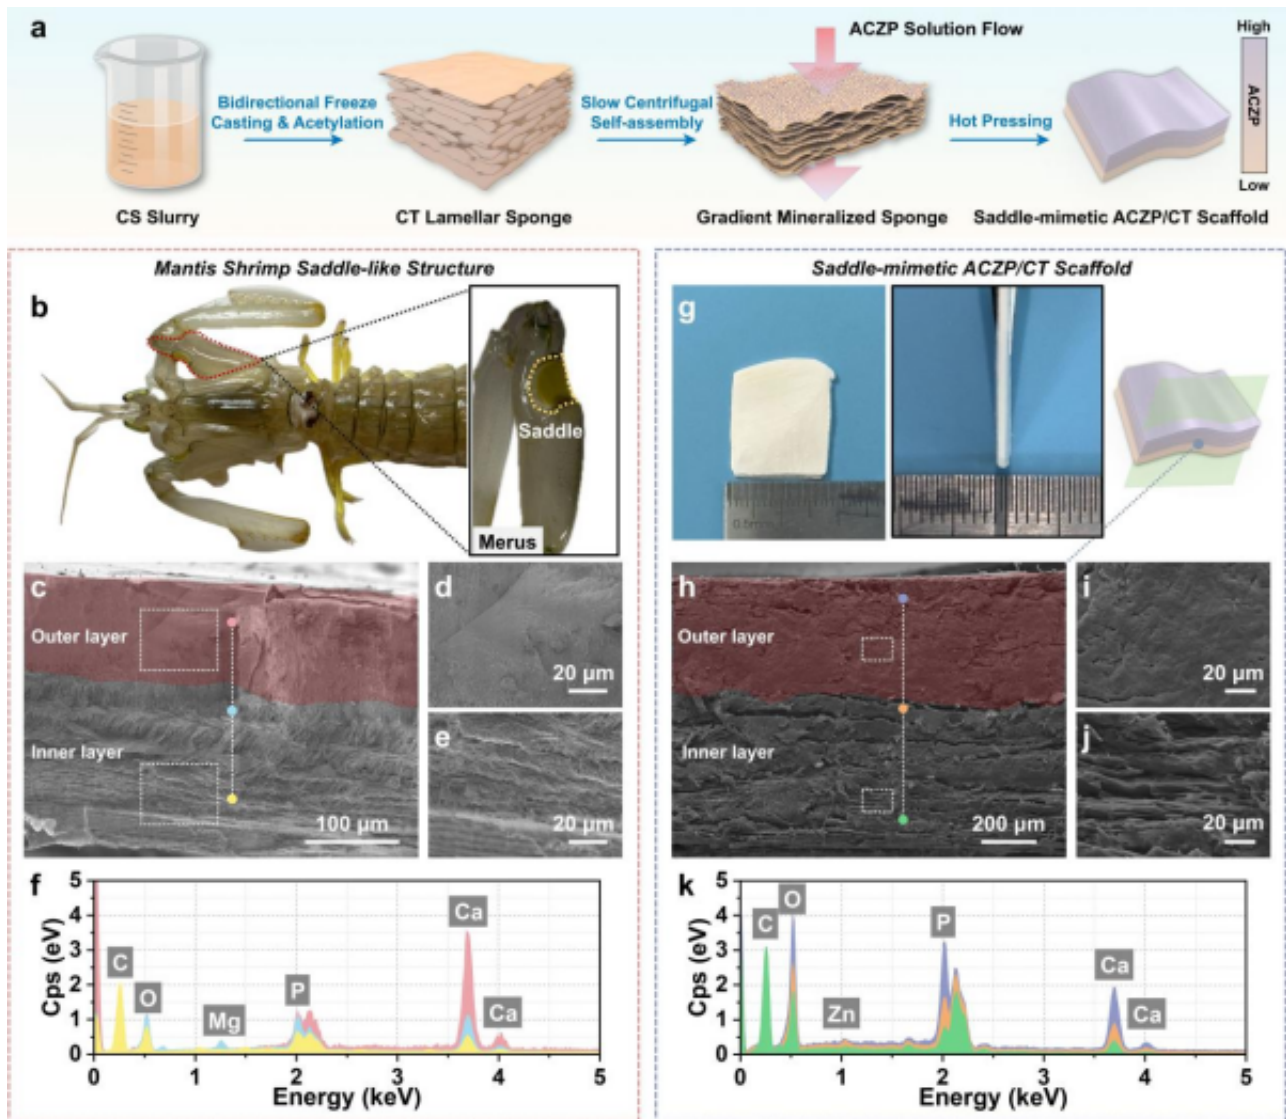 a
ACZP Solution Flow
High
Bidirectional Freeze
Casting & Acetylation
Slow Centrifugal
Self-assembly
Hot Pressing
ACZP
Low
CS Slurry
CT Lamellar Sponge
Gradient Mineralized Sponge
Saddle-mimetic ACZP/CT Scaffold
Mantis Shrimp Saddle-like Structure
b
Saddle
Merus
c
Outer layer
Inner layer
100 μm
d
20 μm
e
20 μm
f
5
4
3
2
1
0
Cps (eV)
C
O
Mg
P
Ca
Ca
0 1 2 3 4 5
Energy (keV)
Saddle-mimetic ACZP/CT Scaffold
g
0.5mm
h
Outer layer
Inner layer
200 μm
i
20 μm
j
20 μm
k
5
4
3
2
1
0
Cps (eV)
C
O
Zn
P
Ca
Ca
0 1 2 3 4 5
Energy (keV)